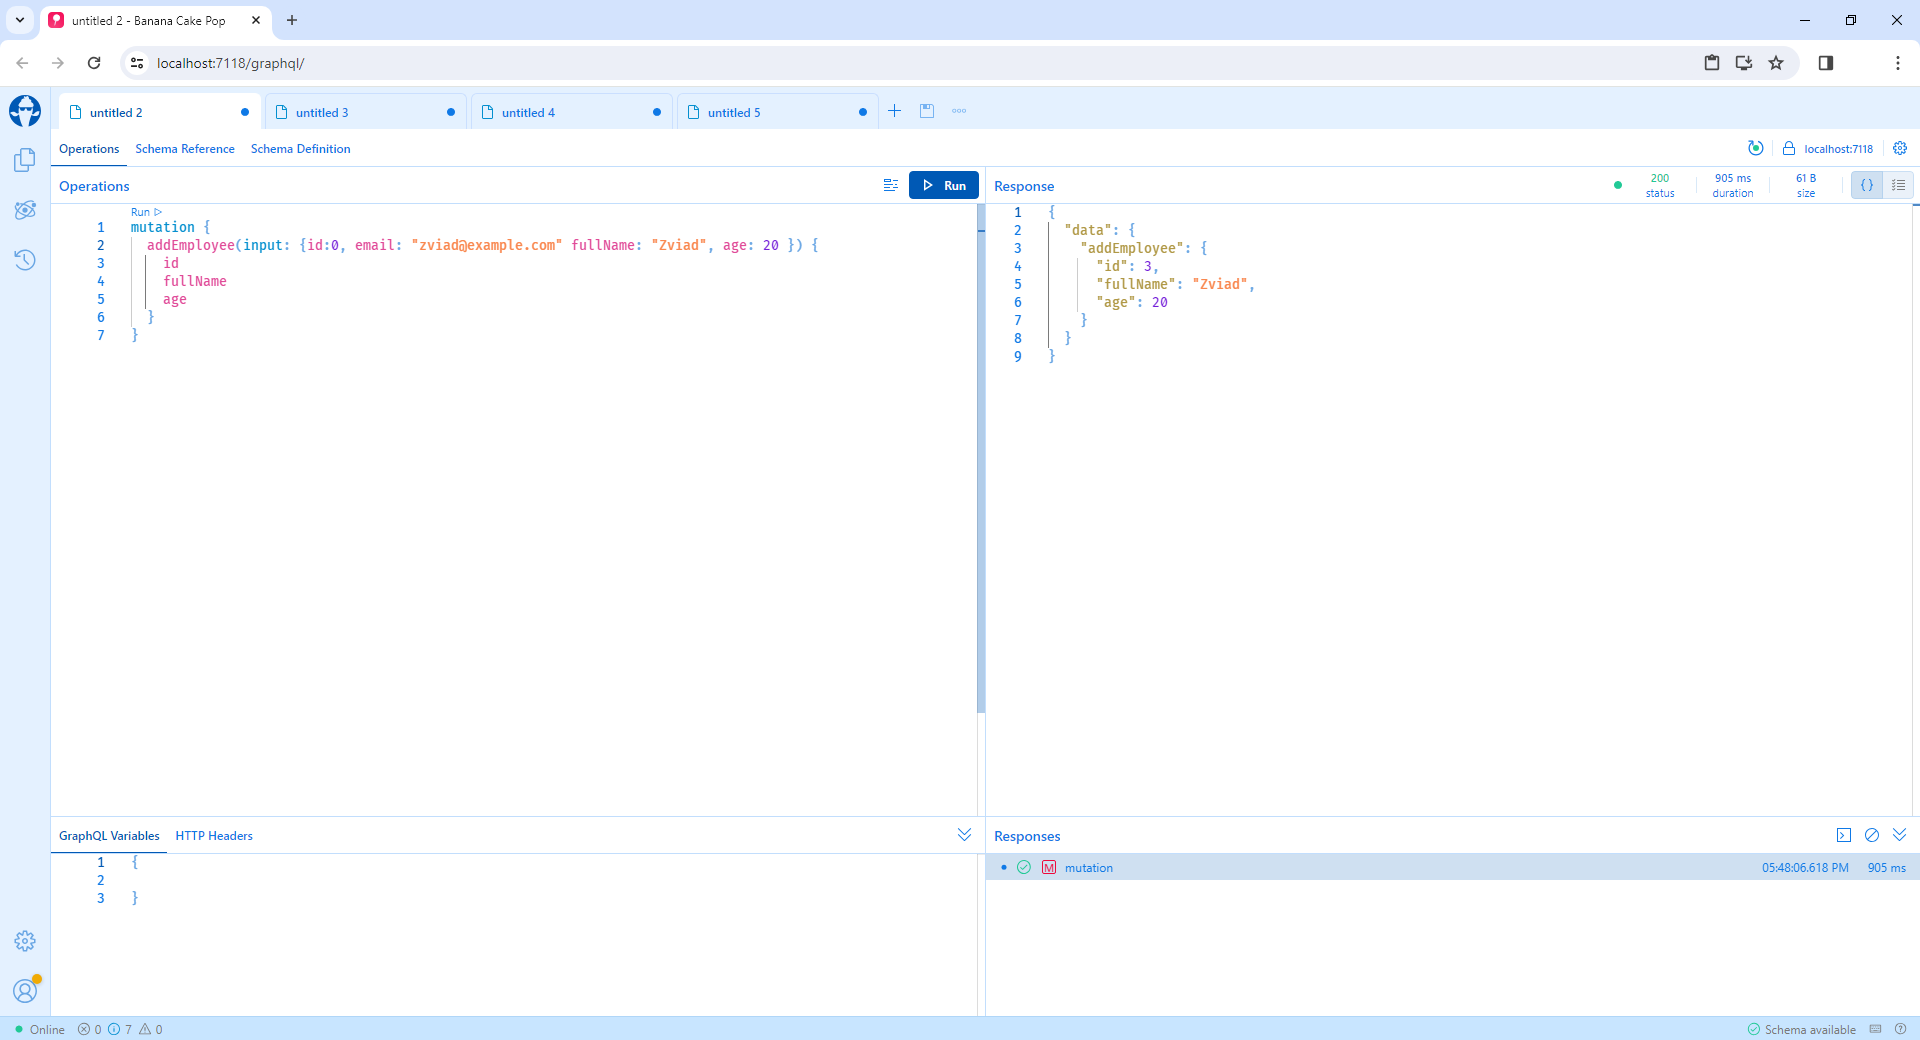 untitled 2 - Banana Cake Pop
localhost:7118/graphql/
untitled 2
untitled 3
untitled 4
untitled 5
Operations Schema Reference Schema Definition
localhost:7118
Operations
Run
Run
1 mutation {
2 addEmployee(input: {id:0, email: "zviad@example.com" fullName: "Zviad", age: 20 }) {
3 id
4 fullName
5 age
6 }
7 }
Response
200 status
905 ms duration
61 B size
{ }
1 {
2 "data": {
3 "addEmployee": {
4 "id": 3,
5 "fullName": "Zviad",
6 "age": 20
7 }
8 }
9 }
GraphQL Variables HTTP Headers
1 {
2
3 }
Responses
M mutation 05:48:06.618 PM 905 ms
Online 0 7 0
Schema available